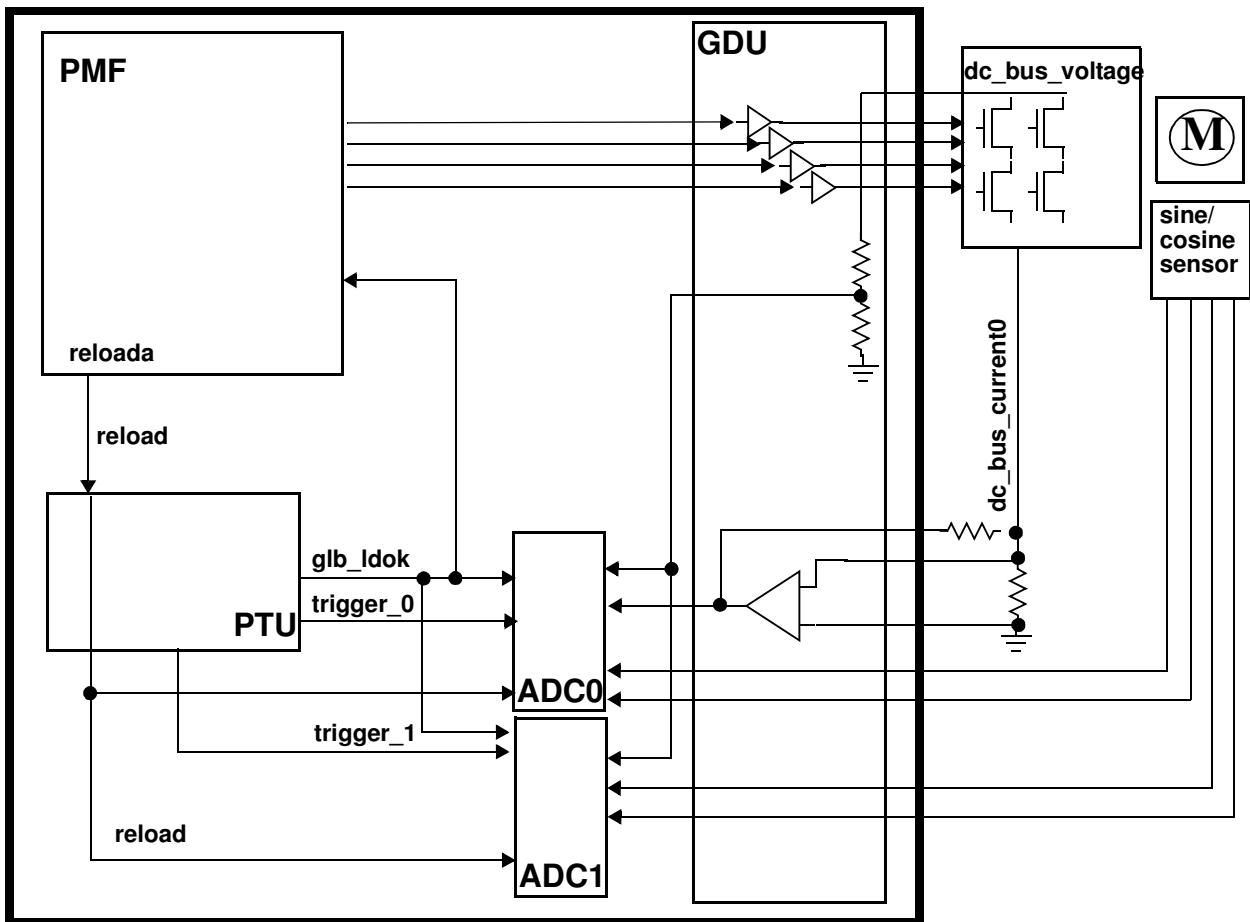 PMF
GDU
dc_bus_voltage
M
sine/
cosine
sensor
reloada
reload
dc_bus_current0
glb_ldok
trigger_0
PTU
ADC0
trigger_1
reload
ADC1